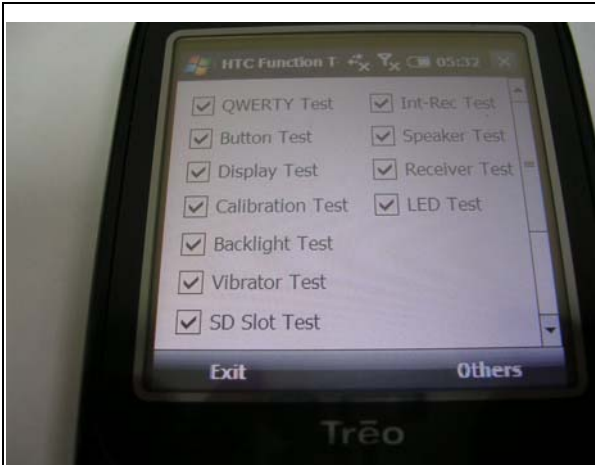 HTC Function T 05:37
QWERTY Test Int-Rec Test
Button Test Speaker Test
Display Test Receiver Test
Calibration Test LED Test
Backlight Test
Vibrator Test
SD Slot Test
Exit Others
Trēo